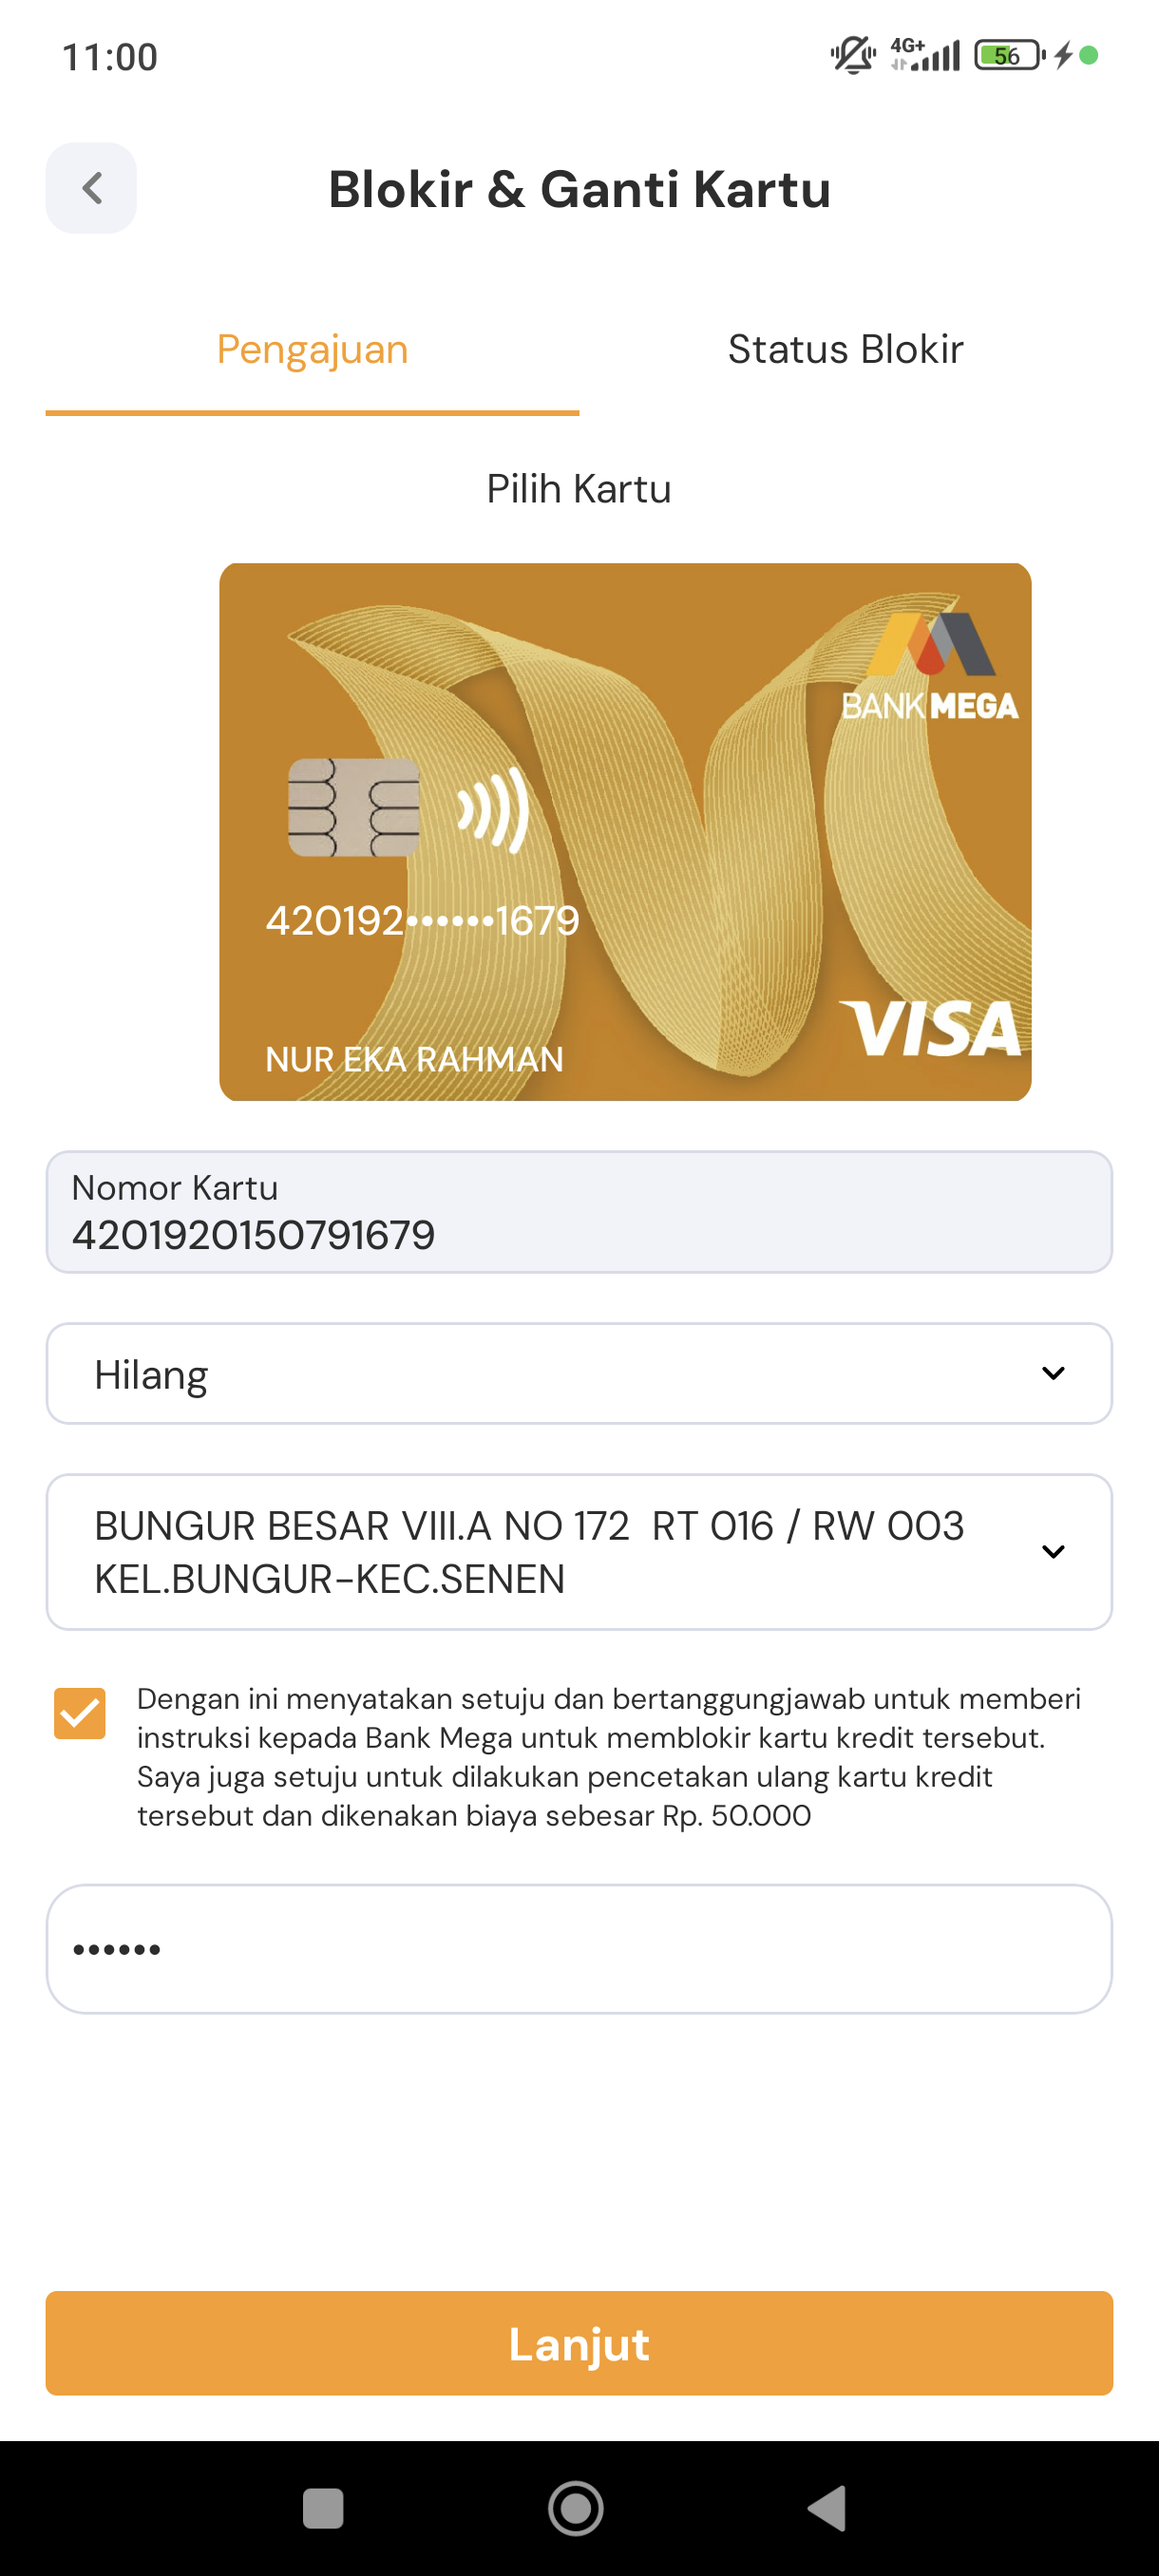 11:00
4G+
56
Blokir & Ganti Kartu
Pengajuan
Status Blokir
Pilih Kartu
BANK MEGA
420192••••••1679
VISA
NUR EKA RAHMAN
Nomor Kartu
4201920150791679
Hilang
BUNGUR BESAR VIII.A NO 172  RT 016 / RW 003
KEL.BUNGUR-KEC.SENEN
Dengan ini menyatakan setuju dan bertanggungjawab untuk memberi
instruksi kepada Bank Mega untuk memblokir kartu kredit tersebut.
Saya juga setuju untuk dilakukan pencetakan ulang kartu kredit
tersebut dan dikenakan biaya sebesar Rp. 50.000
••••••
Lanjut